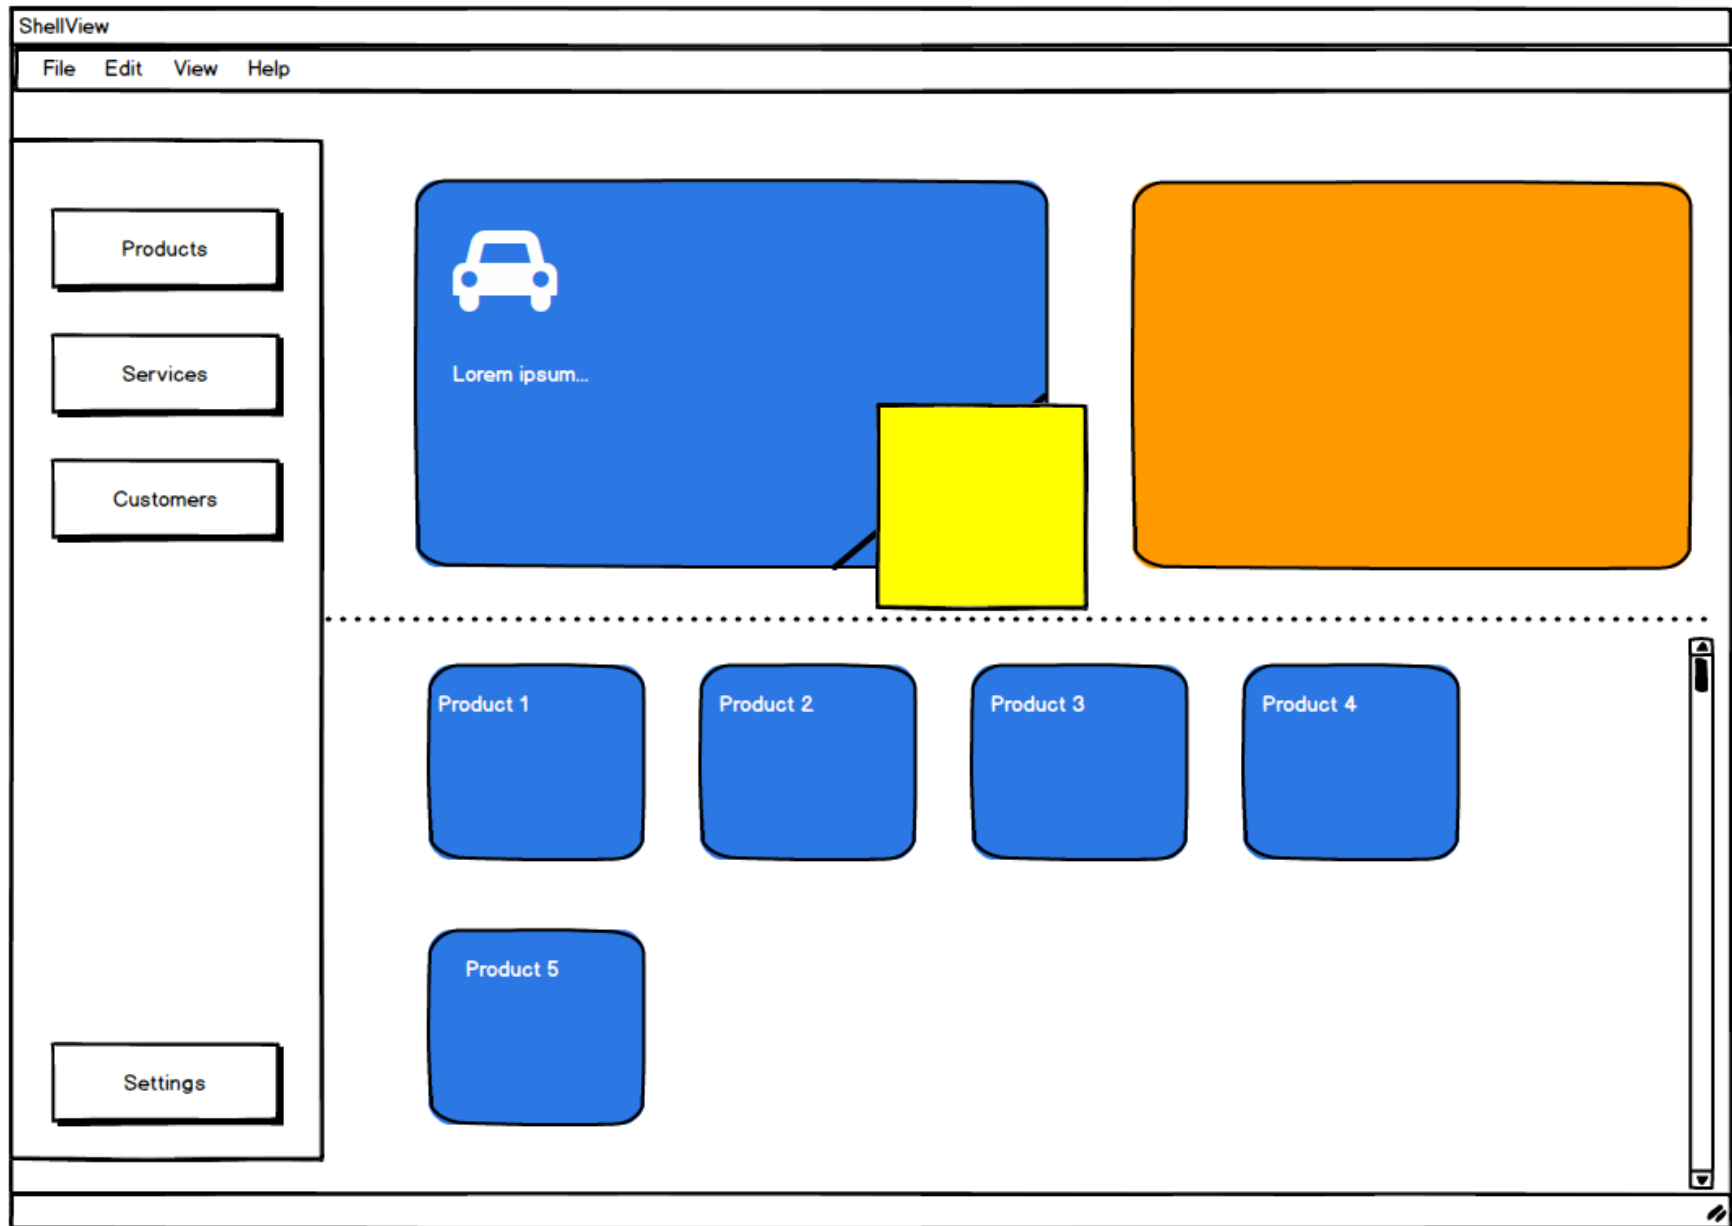 ShellView
File Edit View Help
Products
Services
Customers
Settings
Lorem ipsum...
Product 1
Product 2
Product 3
Product 4
Product 5